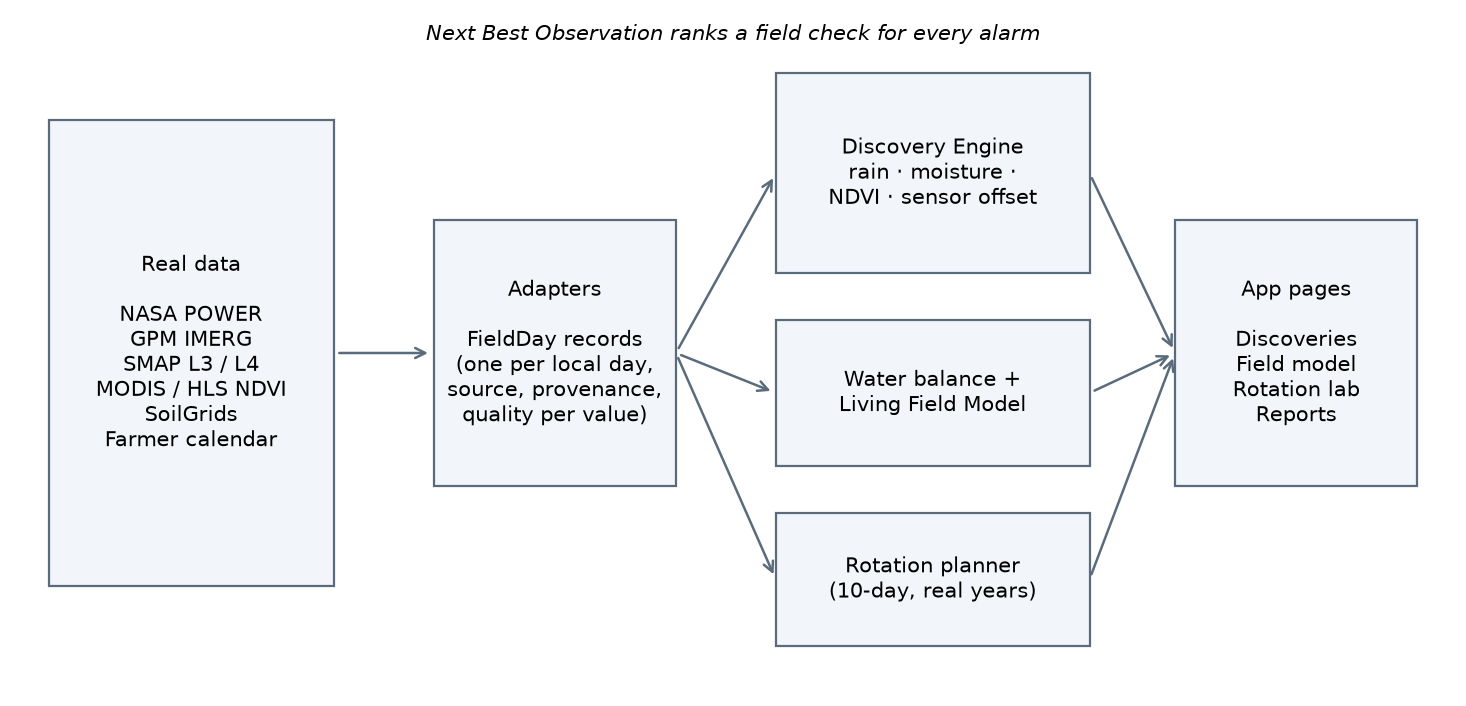 Next Best Observation ranks a field check for every alarm
Real data
NASA POWER
GPM IMERG
SMAP L3 / L4
MODIS / HLS NDVI
SoilGrids
Farmer calendar
Adapters
FieldDay records
(one per local day,
source, provenance,
quality per value)
Discovery Engine
rain · moisture ·
NDVI · sensor offset
Water balance +
Living Field Model
Rotation planner
(10-day, real years)
App pages
Discoveries
Field model
Rotation lab
Reports